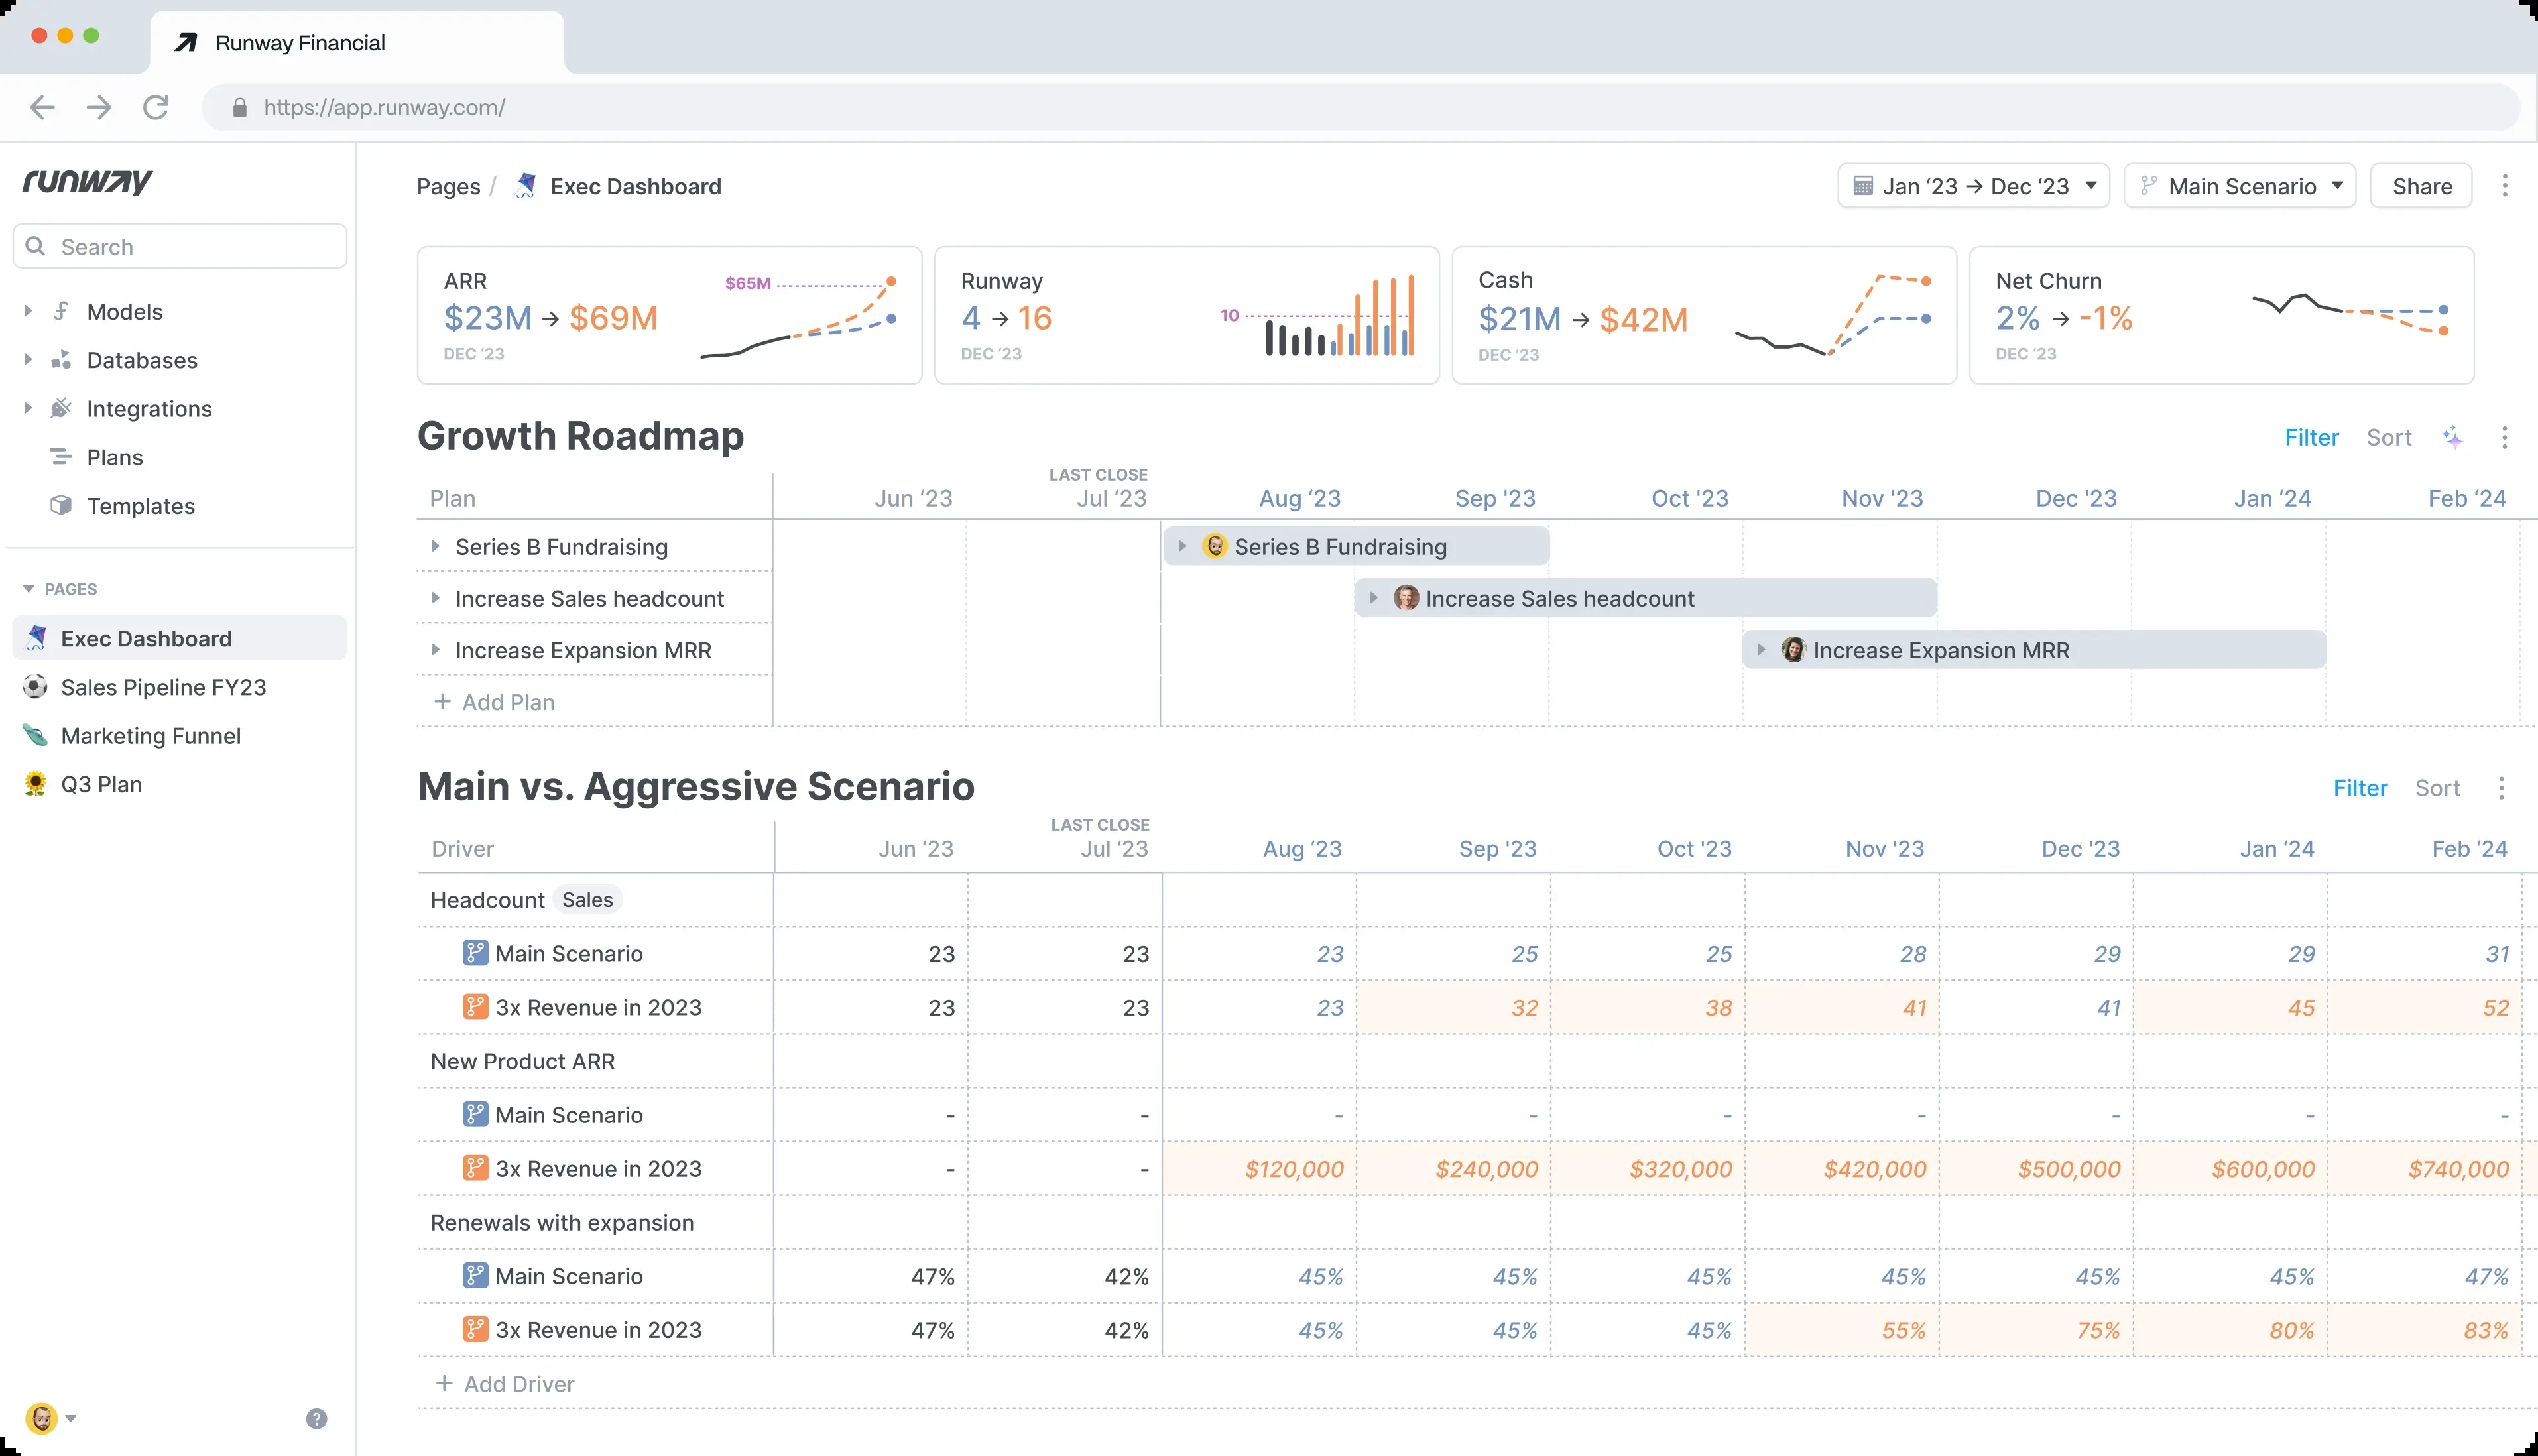 Runway Financial
https://app.runway.com/
runway
Search
Models
Databases
Integrations
Plans
Templates
PAGES
Exec Dashboard
Sales Pipeline FY23
Marketing Funnel
Q3 Plan
?
Pages / Exec Dashboard
Jan ‘23 → Dec ‘23
Main Scenario
Share
ARR
$23M → $69M
DEC ‘23
$65M
Runway
4 → 16
DEC ‘23
10
Cash
$21M → $42M
DEC ‘23
Net Churn
2% → -1%
DEC ‘23
Growth Roadmap
Filter Sort
LAST CLOSE
Plan Jun ‘23 Jul ‘23 Aug ‘23 Sep ‘23 Oct ‘23 Nov '23 Dec '23 Jan ‘24 Feb ‘24
Series B Fundraising Series B Fundraising
Increase Sales headcount Increase Sales headcount
Increase Expansion MRR Increase Expansion MRR
+ Add Plan
Main vs. Aggressive Scenario
Filter Sort
LAST CLOSE
Driver Jun ‘23 Jul ‘23 Aug ‘23 Sep ‘23 Oct ‘23 Nov ‘23 Dec ‘23 Jan ‘24 Feb ‘24
Headcount Sales
Main Scenario 23 23 23 25 25 28 29 29 31
3x Revenue in 2023 23 23 23 32 38 41 41 45 52
New Product ARR
Main Scenario - - - - - - - - -
3x Revenue in 2023 - - $120,000 $240,000 $320,000 $420,000 $500,000 $600,000 $740,000
Renewals with expansion
Main Scenario 47% 42% 45% 45% 45% 45% 45% 45% 47%
3x Revenue in 2023 47% 42% 45% 45% 45% 55% 75% 80% 83%
+ Add Driver